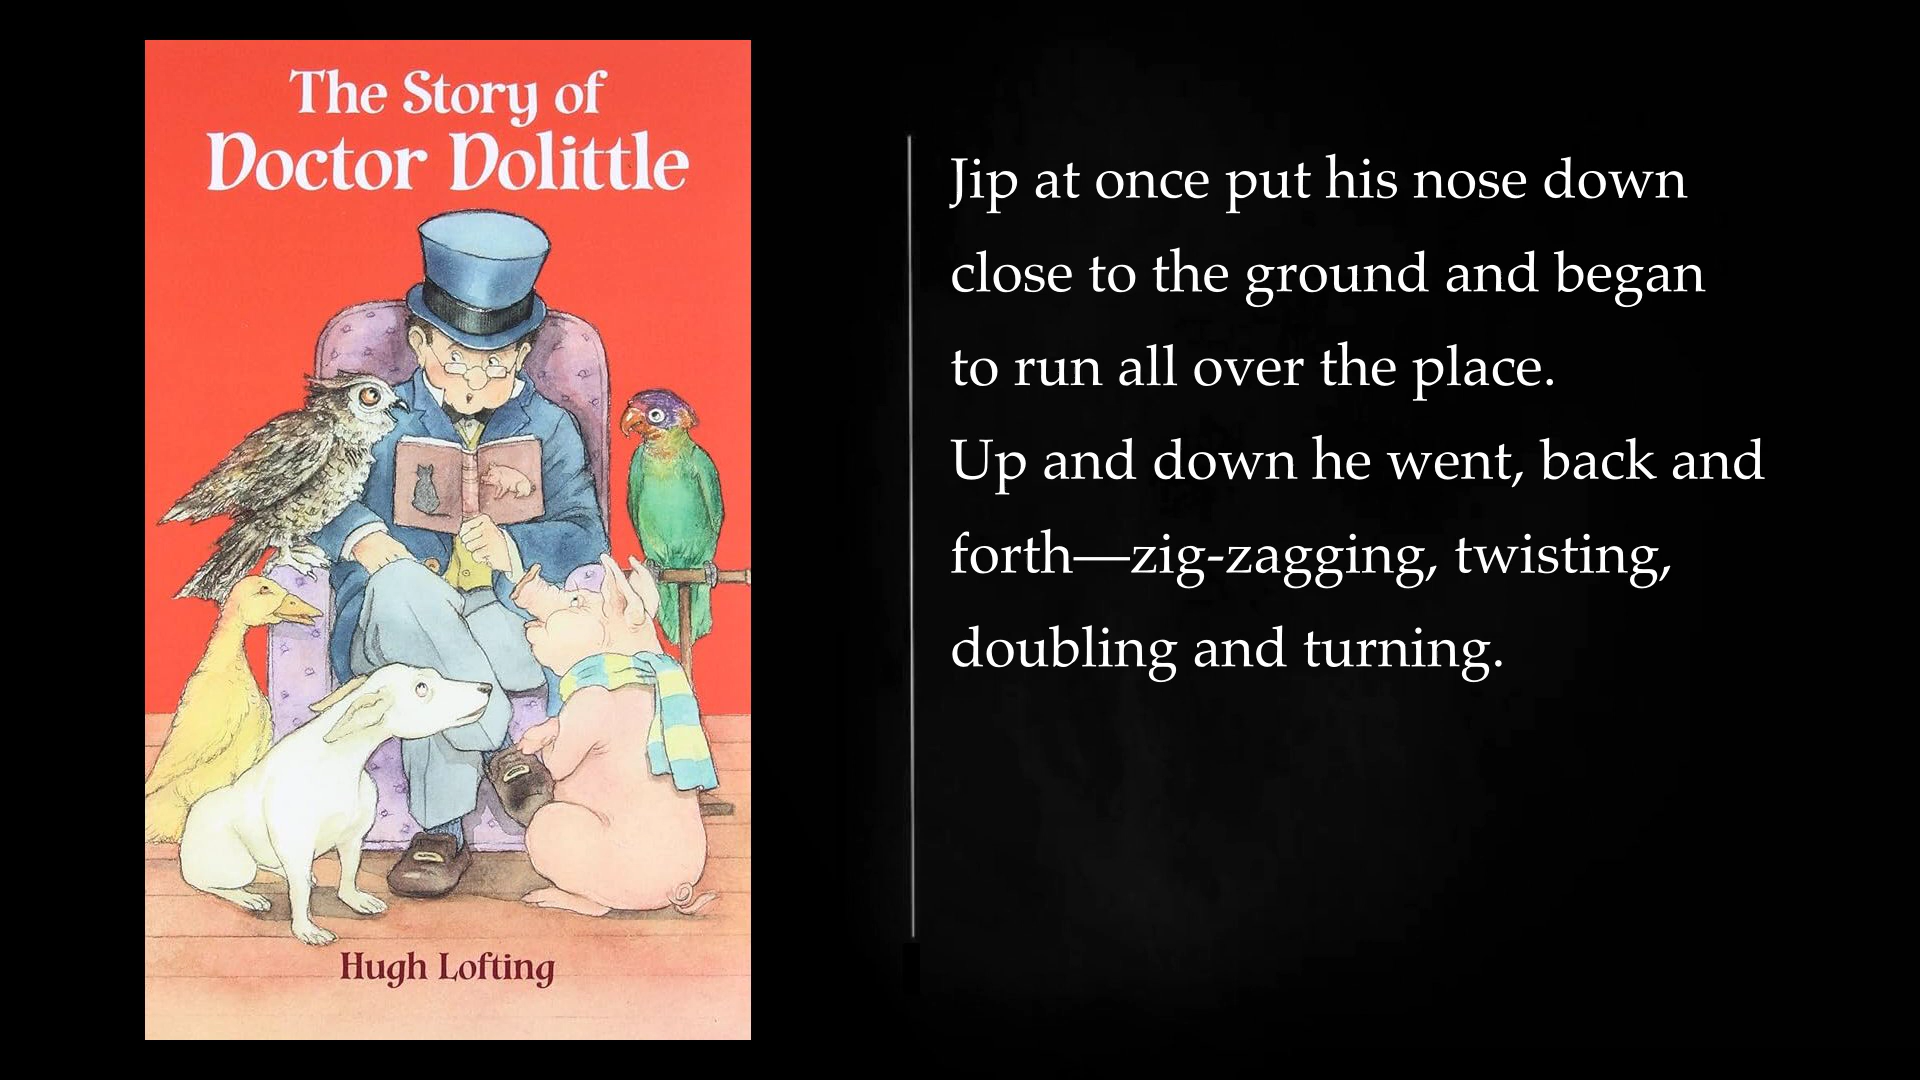 The Story of
Doctor Dolittle
Hugh Lofting
Jip at once put his nose down
close to the ground and began
to run all over the place.
Up and down he went, back and
forth—zig-zagging, twisting,
doubling and turning.